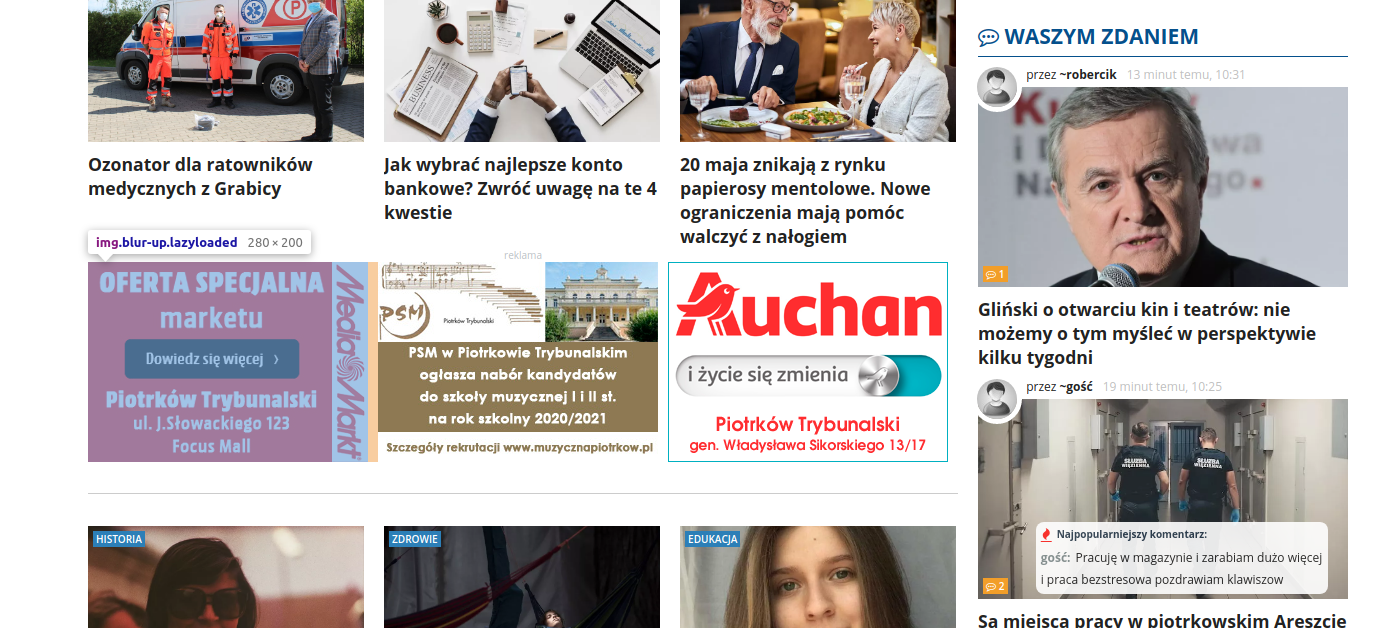 P
BUSINESS
Ozonator dla ratowników
medycznych z Grabicy
Jak wybrać najlepsze konto
bankowe? Zwróć uwagę na te 4
kwestie
20 maja znikają z rynku
papierosy mentolowe. Nowe
ograniczenia mają pomóc
walczyć z nałogiem
img.blur-up.lazyloaded 280 × 200
reklama
OFERTA SPECJALNA
marketu
Dowiedz się więcej ›
Piotrków Trybunalski
ul. J.Słowackiego 123
Focus Mall
Media Markt
PSM
Piotrków Trybunalski
PSM w Piotrkowie Trybunalskim
ogłasza nabór kandydatów
do szkoły muzycznej I i II st.
na rok szkolny 2020/2021
Szczegóły rekrutacji www.muzycznapiotrkow.pl
Auchan
i życie się zmienia
Piotrków Trybunalski
gen. Władysława Sikorskiego 13/17
HISTORIA
ZDROWIE
EDUKACJA
WASZYM ZDANIEM
przez ~robercik 13 minut temu, 10:31
1
Gliński o otwarciu kin i teatrów: nie
możemy o tym myśleć w perspektywie
kilku tygodni
przez ~gość 19 minut temu, 10:25
SŁUŻBA
WIĘZIENNA
SŁUŻBA
WIĘZIENNA
Najpopularniejszy komentarz:
gość: Pracuję w magazynie i zarabiam dużo więcej
i praca bezstresowa pozdrawiam klawiszow
2
Są miejsca pracy w piotrkowskim Areszcie